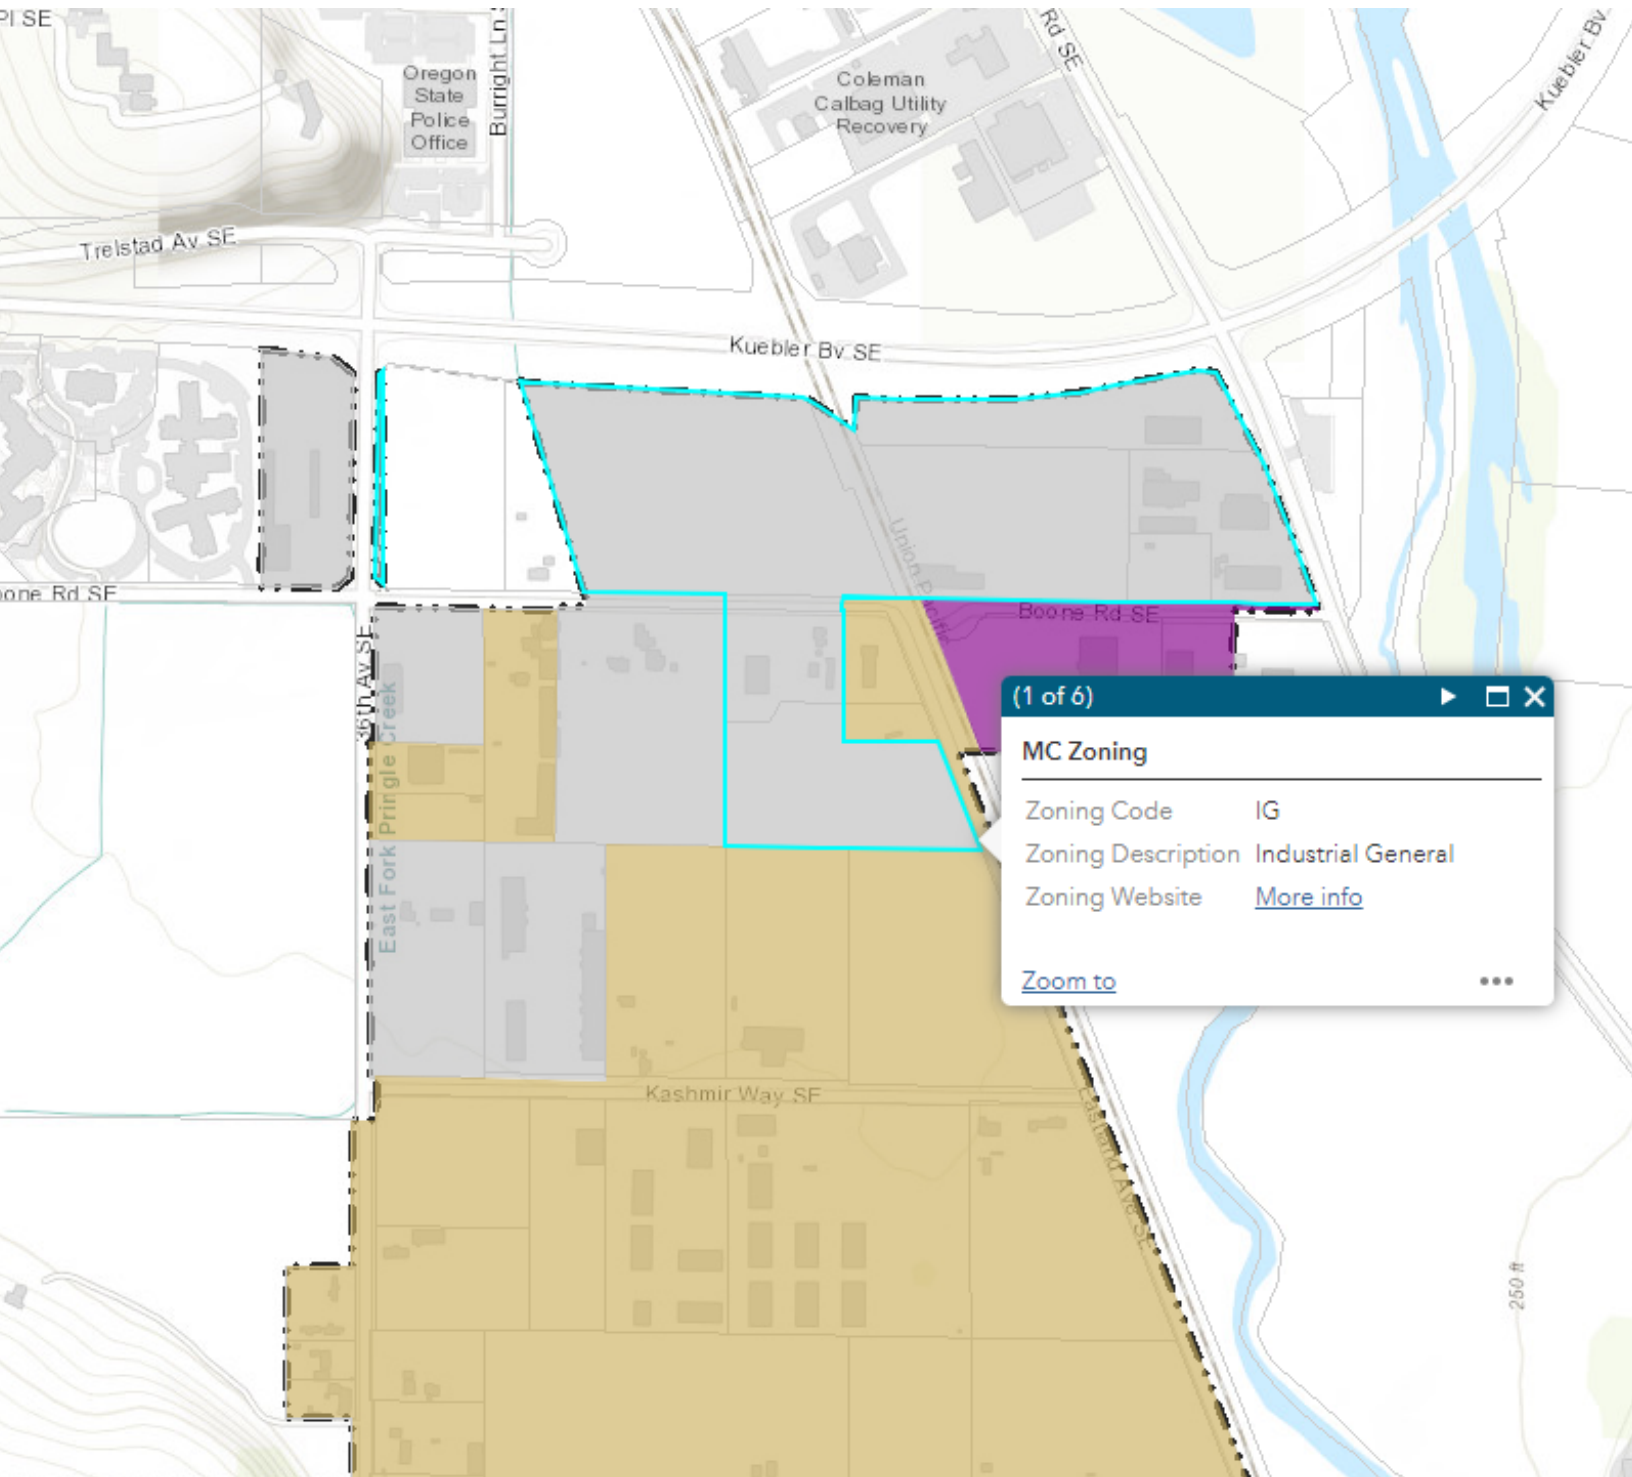 Pl SE
Oregon
State
Police
Office
Burright Ln S
Coleman
Calbag Utility
Recovery
Rd SE
Kuebler Bv
Trelstad Av SE
Kuebler Bv SE
Union Pacific
oone Rd SE
Boone Rd SE
36th Av SE
East Fork Pringle Creek
(1 of 6)
MC Zoning
Zoning Code IG
Zoning Description Industrial General
Zoning Website More info
Zoom to
Kashmir Way SE
Eastland Ave SE
250 ft